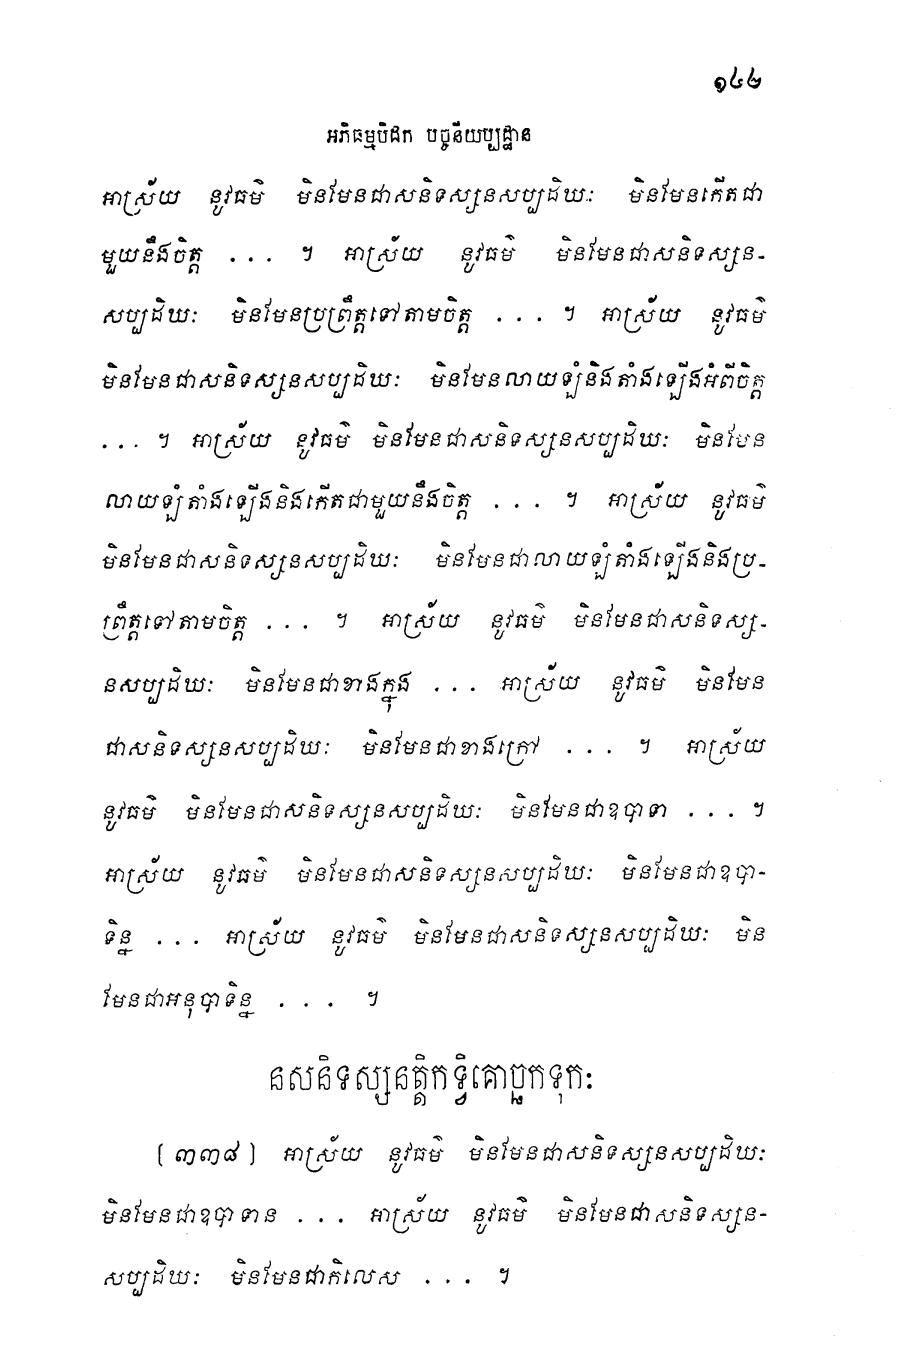 ១៤២
អភិធម្មបិដក បច្ចនីយប្បដ្ឋាន
អាស្រ័យ នូវធម៌ មិនមែនជាសនិទស្សនសប្បដិឃៈ មិនមែនកើតជា
មួយនឹងចិត្ត ... ។ អាស្រ័យ នូវធម៌ មិនមែនជាសនិទស្សន-
សប្បដិឃៈ មិនមែនប្រព្រឹត្តទៅតាមចិត្ត ... ។ អាស្រ័យ នូវធម៌
មិនមែនជាសនិទស្សនសប្បដិឃៈ មិនមែនលាយឡំនិងតាំងឡើងអំពីចិត្ត
... ។ អាស្រ័យ នូវធម៌ មិនមែនជាសនិទស្សនសប្បដិឃៈ មិនមែន
លាយឡំតាំងឡើងនិងកើតជាមួយនឹងចិត្ត ... ។ អាស្រ័យ នូវធម៌
មិនមែនជាសនិទស្សនសប្បដិឃៈ មិនមែនជាលាយឡំតាំងឡើងនិងប្រ-
ព្រឹត្តទៅតាមចិត្ត ... ។ អាស្រ័យ នូវធម៌ មិនមែនជាសនិទស្ស-
នសប្បដិឃៈ មិនមែនជាខាងក្នុង ... អាស្រ័យ នូវធម៌ មិនមែន
ជាសនិទស្សនសប្បដិឃៈ មិនមែនជាខាងក្រៅ ... ។ អាស្រ័យ
នូវធម៌ មិនមែនជាសនិទស្សនសប្បដិឃៈ មិនមែនជាឧបាទា ... ។
អាស្រ័យ នូវធម៌ មិនមែនជាសនិទស្សនសប្បដិឃៈ មិនមែនជាឧបា-
ទិន្ន ... អាស្រ័យ នូវធម៌ មិនមែនជាសនិទស្សនសប្បដិឃៈ មិន
មែនជាអនុបាទិន្ន ... ។
នសនិទស្សនត្តិកទ្វិគោច្ឆកទុកៈ
[៣៣៨] អាស្រ័យ នូវធម៌ មិនមែនជាសនិទស្សនសប្បដិឃៈ
មិនមែនជាឧបាទាន ... អាស្រ័យ នូវធម៌ មិនមែនជាសនិទស្សន-
សប្បដិឃៈ មិនមែនជាកិលេស ... ។